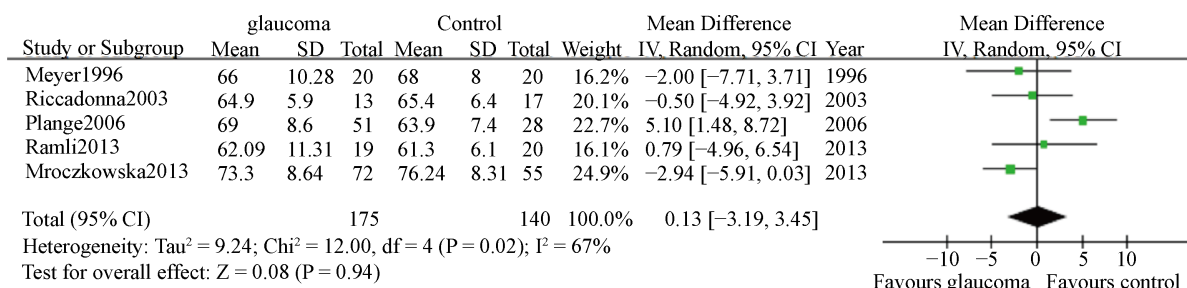 glaucoma Control Mean Difference Mean Difference
Study or Subgroup Mean SD Total Mean SD Total Weight IV, Random, 95% CI Year IV, Random, 95% CI
Meyer1996 66 10.28 20 68 8 20 16.2% −2.00 [−7.71, 3.71] 1996
Riccadonna2003 64.9 5.9 13 65.4 6.4 17 20.1% −0.50 [−4.92, 3.92] 2003
Plange2006 69 8.6 51 63.9 7.4 28 22.7% 5.10 [1.48, 8.72] 2006
Ramli2013 62.09 11.31 19 61.3 6.1 20 16.1% 0.79 [−4.96, 6.54] 2013
Mroczkowska2013 73.3 8.64 72 76.24 8.31 55 24.9% −2.94 [−5.91, 0.03] 2013
Total (95% CI) 175 140 100.0% 0.13 [−3.19, 3.45]
Heterogeneity: Tau² = 9.24; Chi² = 12.00, df = 4 (P = 0.02); I² = 67%
Test for overall effect: Z = 0.08 (P = 0.94)
−10 −5 0 5 10
Favours glaucoma Favours control